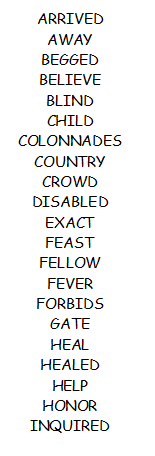 ARRIVED
AWAY
BEGGED
BELIEVE
BLIND
CHILD
COLONNADES
COUNTRY
CROWD
DISABLED
EXACT
FEAST
FELLOW
FEVER
FORBIDS
GATE
HEAL
HEALED
HELP
HONOR
INQUIRED